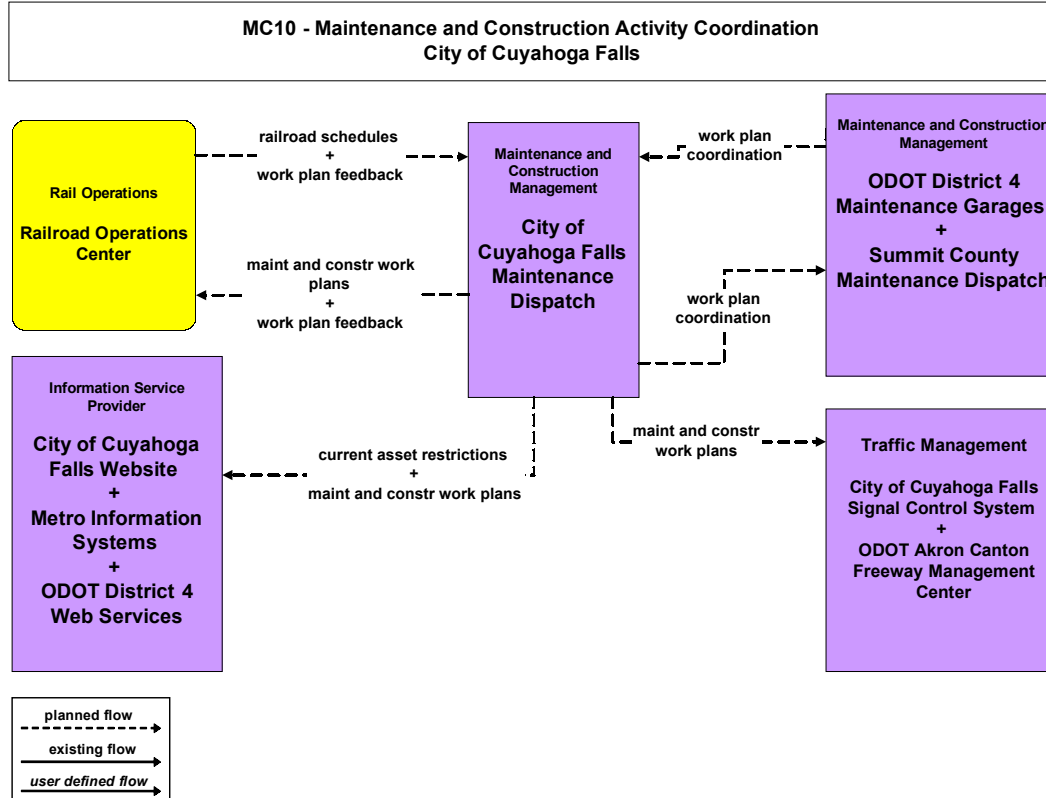 MC10 - Maintenance and Construction Activity Coordination
City of Cuyahoga Falls
Rail Operations
Railroad Operations
Center
railroad schedules
+
work plan feedback
maint and constr work
plans
+
work plan feedback
Maintenance and
Construction
Management
City of
Cuyahoga Falls
Maintenance
Dispatch
work plan
coordination
work plan
coordination
Maintenance and Construction
Management
ODOT District 4
Maintenance Garages
+
Summit County
Maintenance Dispatch
Information Service
Provider
City of Cuyahoga
Falls Website
+
Metro Information
Systems
+
ODOT District 4
Web Services
current asset restrictions
+
maint and constr work plans
maint and constr
work plans
Traffic Management
City of Cuyahoga Falls
Signal Control System
+
ODOT Akron Canton
Freeway Management
Center
planned flow
existing flow
user defined flow